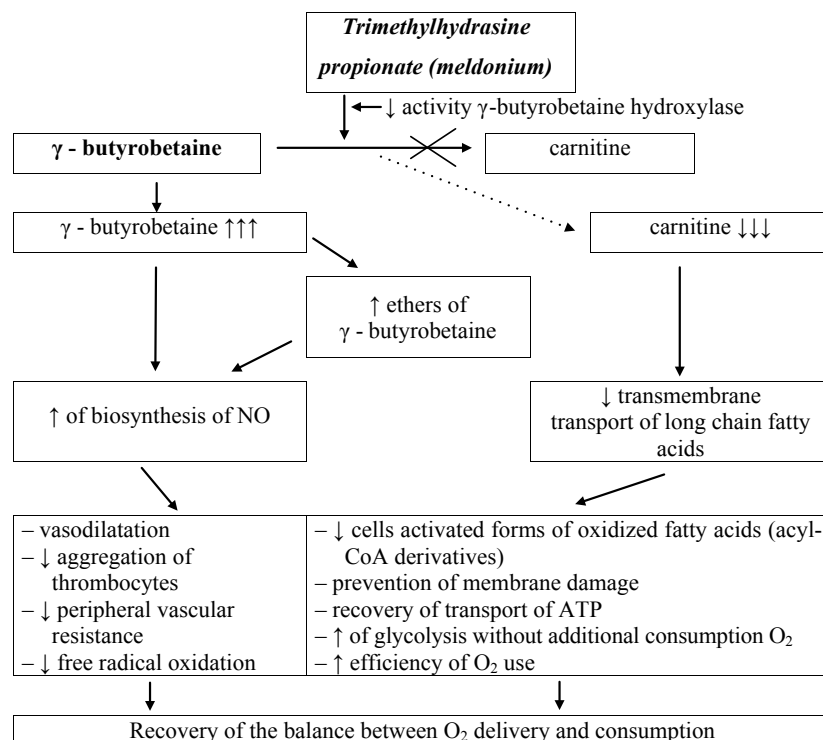 Trimethylhydrasine
propionate (meldonium)
↓ activity γ-butyrobetaine hydroxylase
γ - butyrobetaine
carnitine
γ - butyrobetaine ↑↑↑
carnitine ↓↓↓
↑ ethers of
γ - butyrobetaine
↑ of biosynthesis of NO
↓ transmembrane
transport of long chain fatty
acids
– vasodilatation
– ↓ aggregation of
thrombocytes
– ↓ peripheral vascular
resistance
– ↓ free radical oxidation
– ↓ cells activated forms of oxidized fatty acids (acyl-
CoA derivatives)
– prevention of membrane damage
– recovery of transport of ATP
– ↑ of glycolysis without additional consumption O₂
– ↑ efficiency of O₂ use
Recovery of the balance between O₂ delivery and consumption